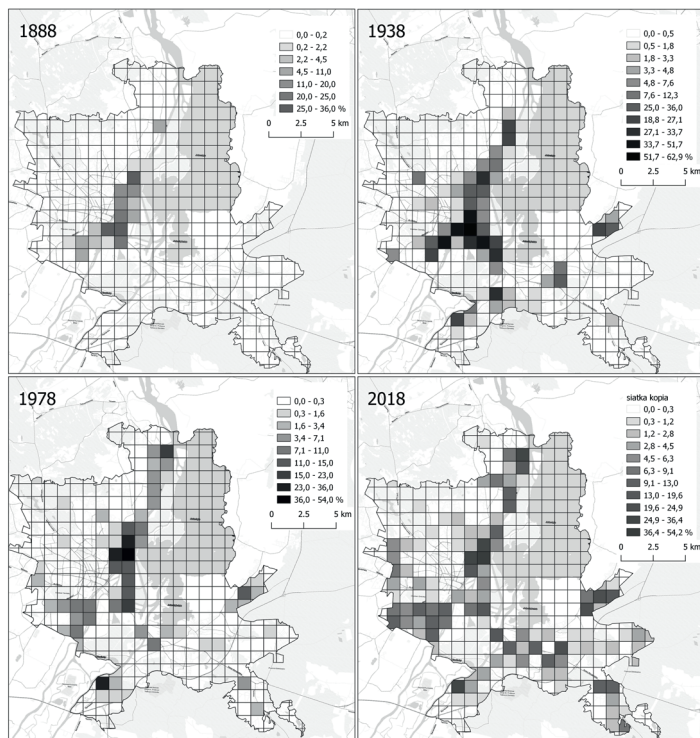 1888
0,0 - 0,2
0,2 - 2,2
2,2 - 4,5
4,5 - 11,0
11,0 - 20,0
20,0 - 25,0
25,0 - 36,0 %
0 2.5 5 km
1938
0,0 - 0,5
0,5 - 1,8
1,8 - 3,3
3,3 - 4,8
4,8 - 7,6
7,6 - 12,3
25,0 - 36,0
18,8 - 27,1
27,1 - 33,7
33,7 - 51,7
51,7 - 62,9 %
0 2.5 5 km
1978
0,0 - 0,3
0,3 - 1,6
1,6 - 3,4
3,4 - 7,1
7,1 - 11,0
11,0 - 15,0
15,0 - 23,0
23,0 - 36,0
36,0 - 54,0 %
0 2.5 5 km
2018
siatka kopia
0,0 - 0,3
0,3 - 1,2
1,2 - 2,8
2,8 - 4,5
4,5 - 6,3
6,3 - 9,1
9,1 - 13,0
13,0 - 19,6
19,6 - 24,9
24,9 - 36,4
36,4 - 54,2 %
0 2.5 5 km